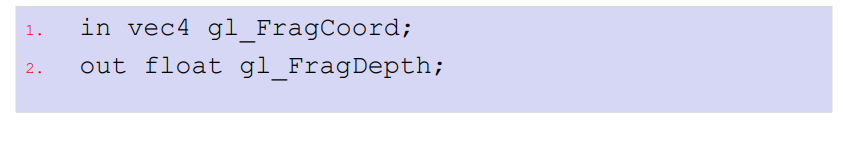 1. in vec4 gl_FragCoord;
2. out float gl_FragDepth;